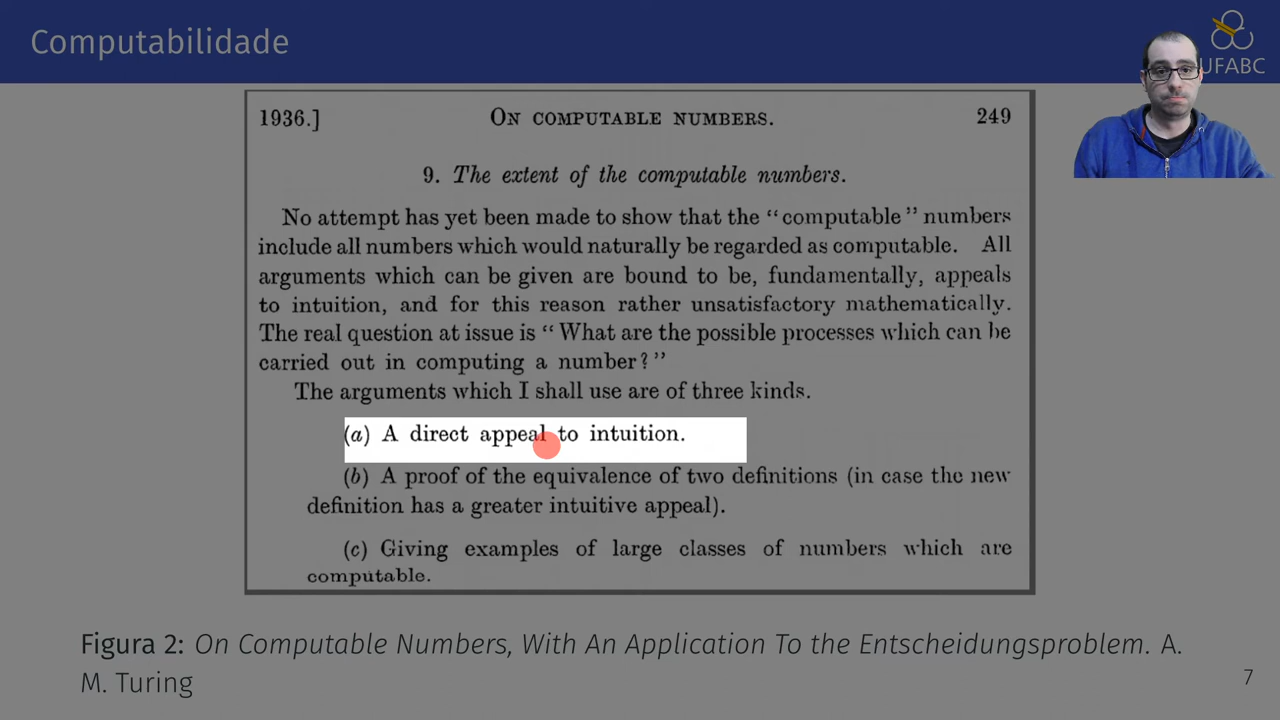 Computabilidade
UFABC
1936.] ON COMPUTABLE NUMBERS. 249
9. The extent of the computable numbers.
No attempt has yet been made to show that the “computable” numbers
include all numbers which would naturally be regarded as computable. All
arguments which can be given are bound to be, fundamentally, appeals
to intuition, and for this reason rather unsatisfactory mathematically.
The real question at issue is “What are the possible processes which can be
carried out in computing a number?”
The arguments which I shall use are of three kinds.
(a) A direct appeal to intuition.
(b) A proof of the equivalence of two definitions (in case the new
definition has a greater intuitive appeal).
(c) Giving examples of large classes of numbers which are
computable.
Figura 2: On Computable Numbers, With An Application To the Entscheidungsproblem. A.
M. Turing
7